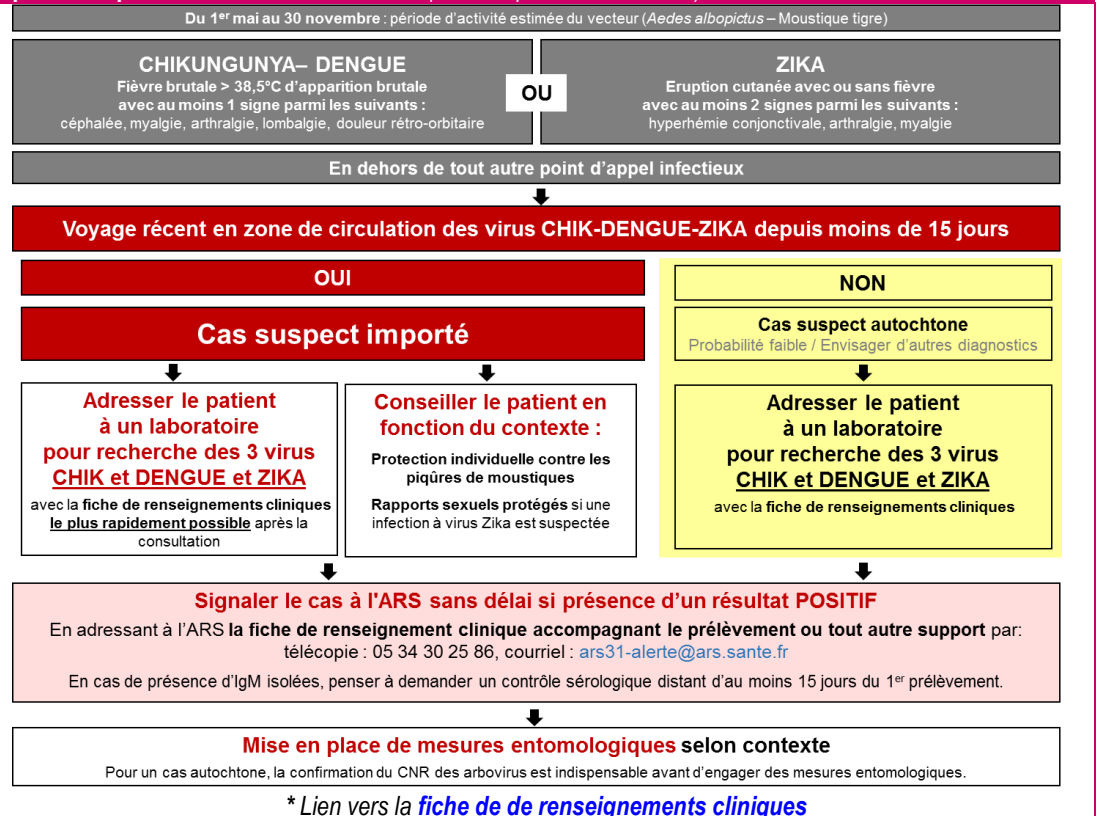 Du 1er mai au 30 novembre : période d'activité estimée du vecteur (Aedes albopictus – Moustique tigre)
CHIKUNGUNYA– DENGUE
Fièvre brutale > 38,5°C d'apparition brutale
avec au moins 1 signe parmi les suivants :
céphalée, myalgie, arthralgie, lombalgie, douleur rétro-orbitaire
OU
ZIKA
Eruption cutanée avec ou sans fièvre
avec au moins 2 signes parmi les suivants :
hyperhémie conjonctivale, arthralgie, myalgie
En dehors de tout autre point d'appel infectieux
Voyage récent en zone de circulation des virus CHIK-DENGUE-ZIKA depuis moins de 15 jours
OUI
Cas suspect importé
Adresser le patient
à un laboratoire
pour recherche des 3 virus
CHIK et DENGUE et ZIKA
avec la fiche de renseignements cliniques
le plus rapidement possible après la
consultation
Conseiller le patient en
fonction du contexte :
Protection individuelle contre les
piqûres de moustiques
Rapports sexuels protégés si une
infection à virus Zika est suspectée
NON
Cas suspect autochtone
Probabilité faible / Envisager d'autres diagnostics
Adresser le patient
à un laboratoire
pour recherche des 3 virus
CHIK et DENGUE et ZIKA
avec la fiche de renseignements cliniques
Signaler le cas à l'ARS sans délai si présence d'un résultat POSITIF
En adressant à l'ARS la fiche de renseignement clinique accompagnant le prélèvement ou tout autre support par:
télécopie : 05 34 30 25 86, courriel : ars31-alerte@ars.sante.fr
En cas de présence d'IgM isolées, penser à demander un contrôle sérologique distant d'au moins 15 jours du 1er prélèvement.
Mise en place de mesures entomologiques selon contexte
Pour un cas autochtone, la confirmation du CNR des arbovirus est indispensable avant d'engager des mesures entomologiques.
* Lien vers la fiche de de renseignements cliniques